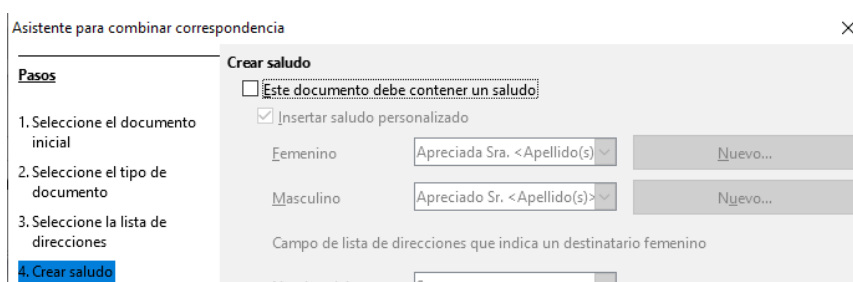 Asistente para combinar correspondencia
Pasos
1. Seleccione el documento
inicial
2. Seleccione el tipo de
documento
3. Seleccione la lista de
direcciones
4. Crear saludo
Crear saludo
Este documento debe contener un saludo
Insertar saludo personalizado
Femenino
Apreciada Sra. <Apellido(s)
Nuevo...
Masculino
Apreciado Sr. <Apellido(s)>
Nuevo...
Campo de lista de direcciones que indica un destinatario femenino